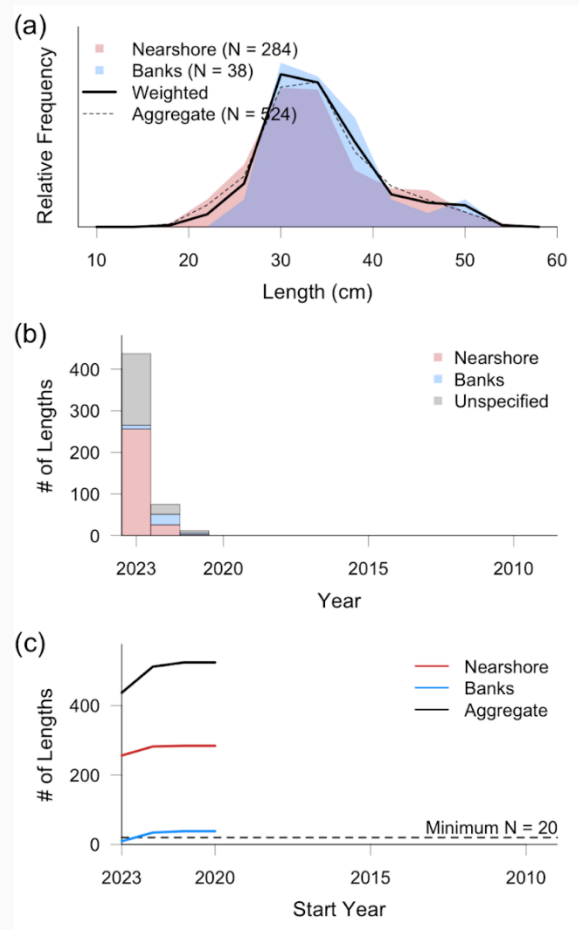 (a)
Nearshore (N = 284)
Banks (N = 38)
Weighted
Aggregate (N = 524)
Relative Frequency
10 20 30 40 50 60
Length (cm)
(b)
400
300
200
100
0
# of Lengths
Nearshore
Banks
Unspecified
2023 2020 2015 2010
Year
(c)
400
200
0
# of Lengths
Nearshore
Banks
Aggregate
Minimum N = 20
2023 2020 2015 2010
Start Year